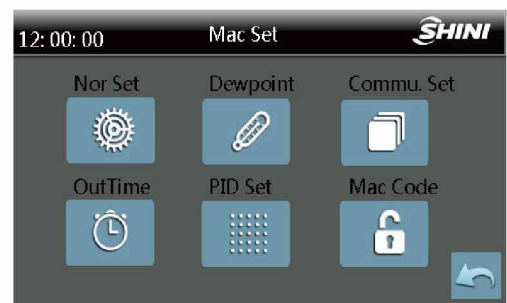 12: 00: 00 Mac Set SHINI
Nor Set Dewpoint Commu. Set
OutTime PID Set Mac Code